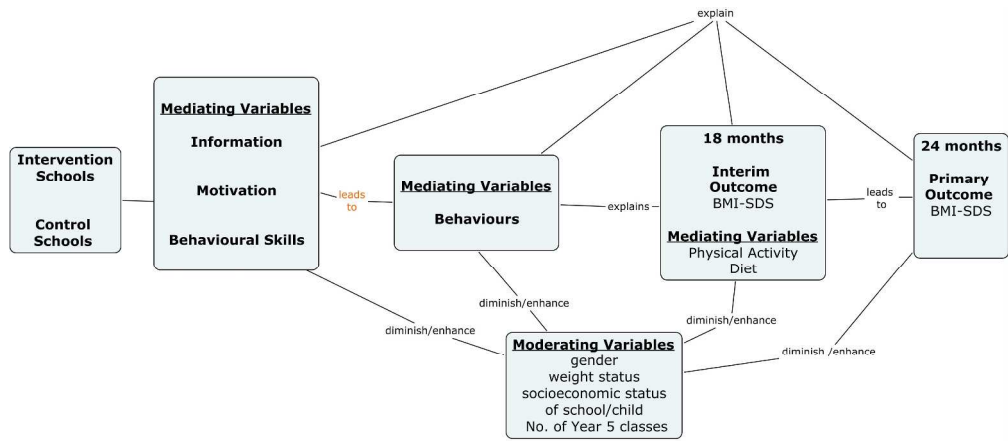 explain
Intervention
Schools
Control
Schools
Mediating Variables
Information
Motivation
Behavioural Skills
leads
to
Mediating Variables
Behaviours
explains
18 months
Interim
Outcome
BMI-SDS
Mediating Variables
Physical Activity
Diet
leads
to
24 months
Primary
Outcome
BMI-SDS
diminish/enhance
diminish/enhance
diminish/enhance
diminish /enhance
Moderating Variables
gender
weight status
socioeconomic status
of school/child
No. of Year 5 classes